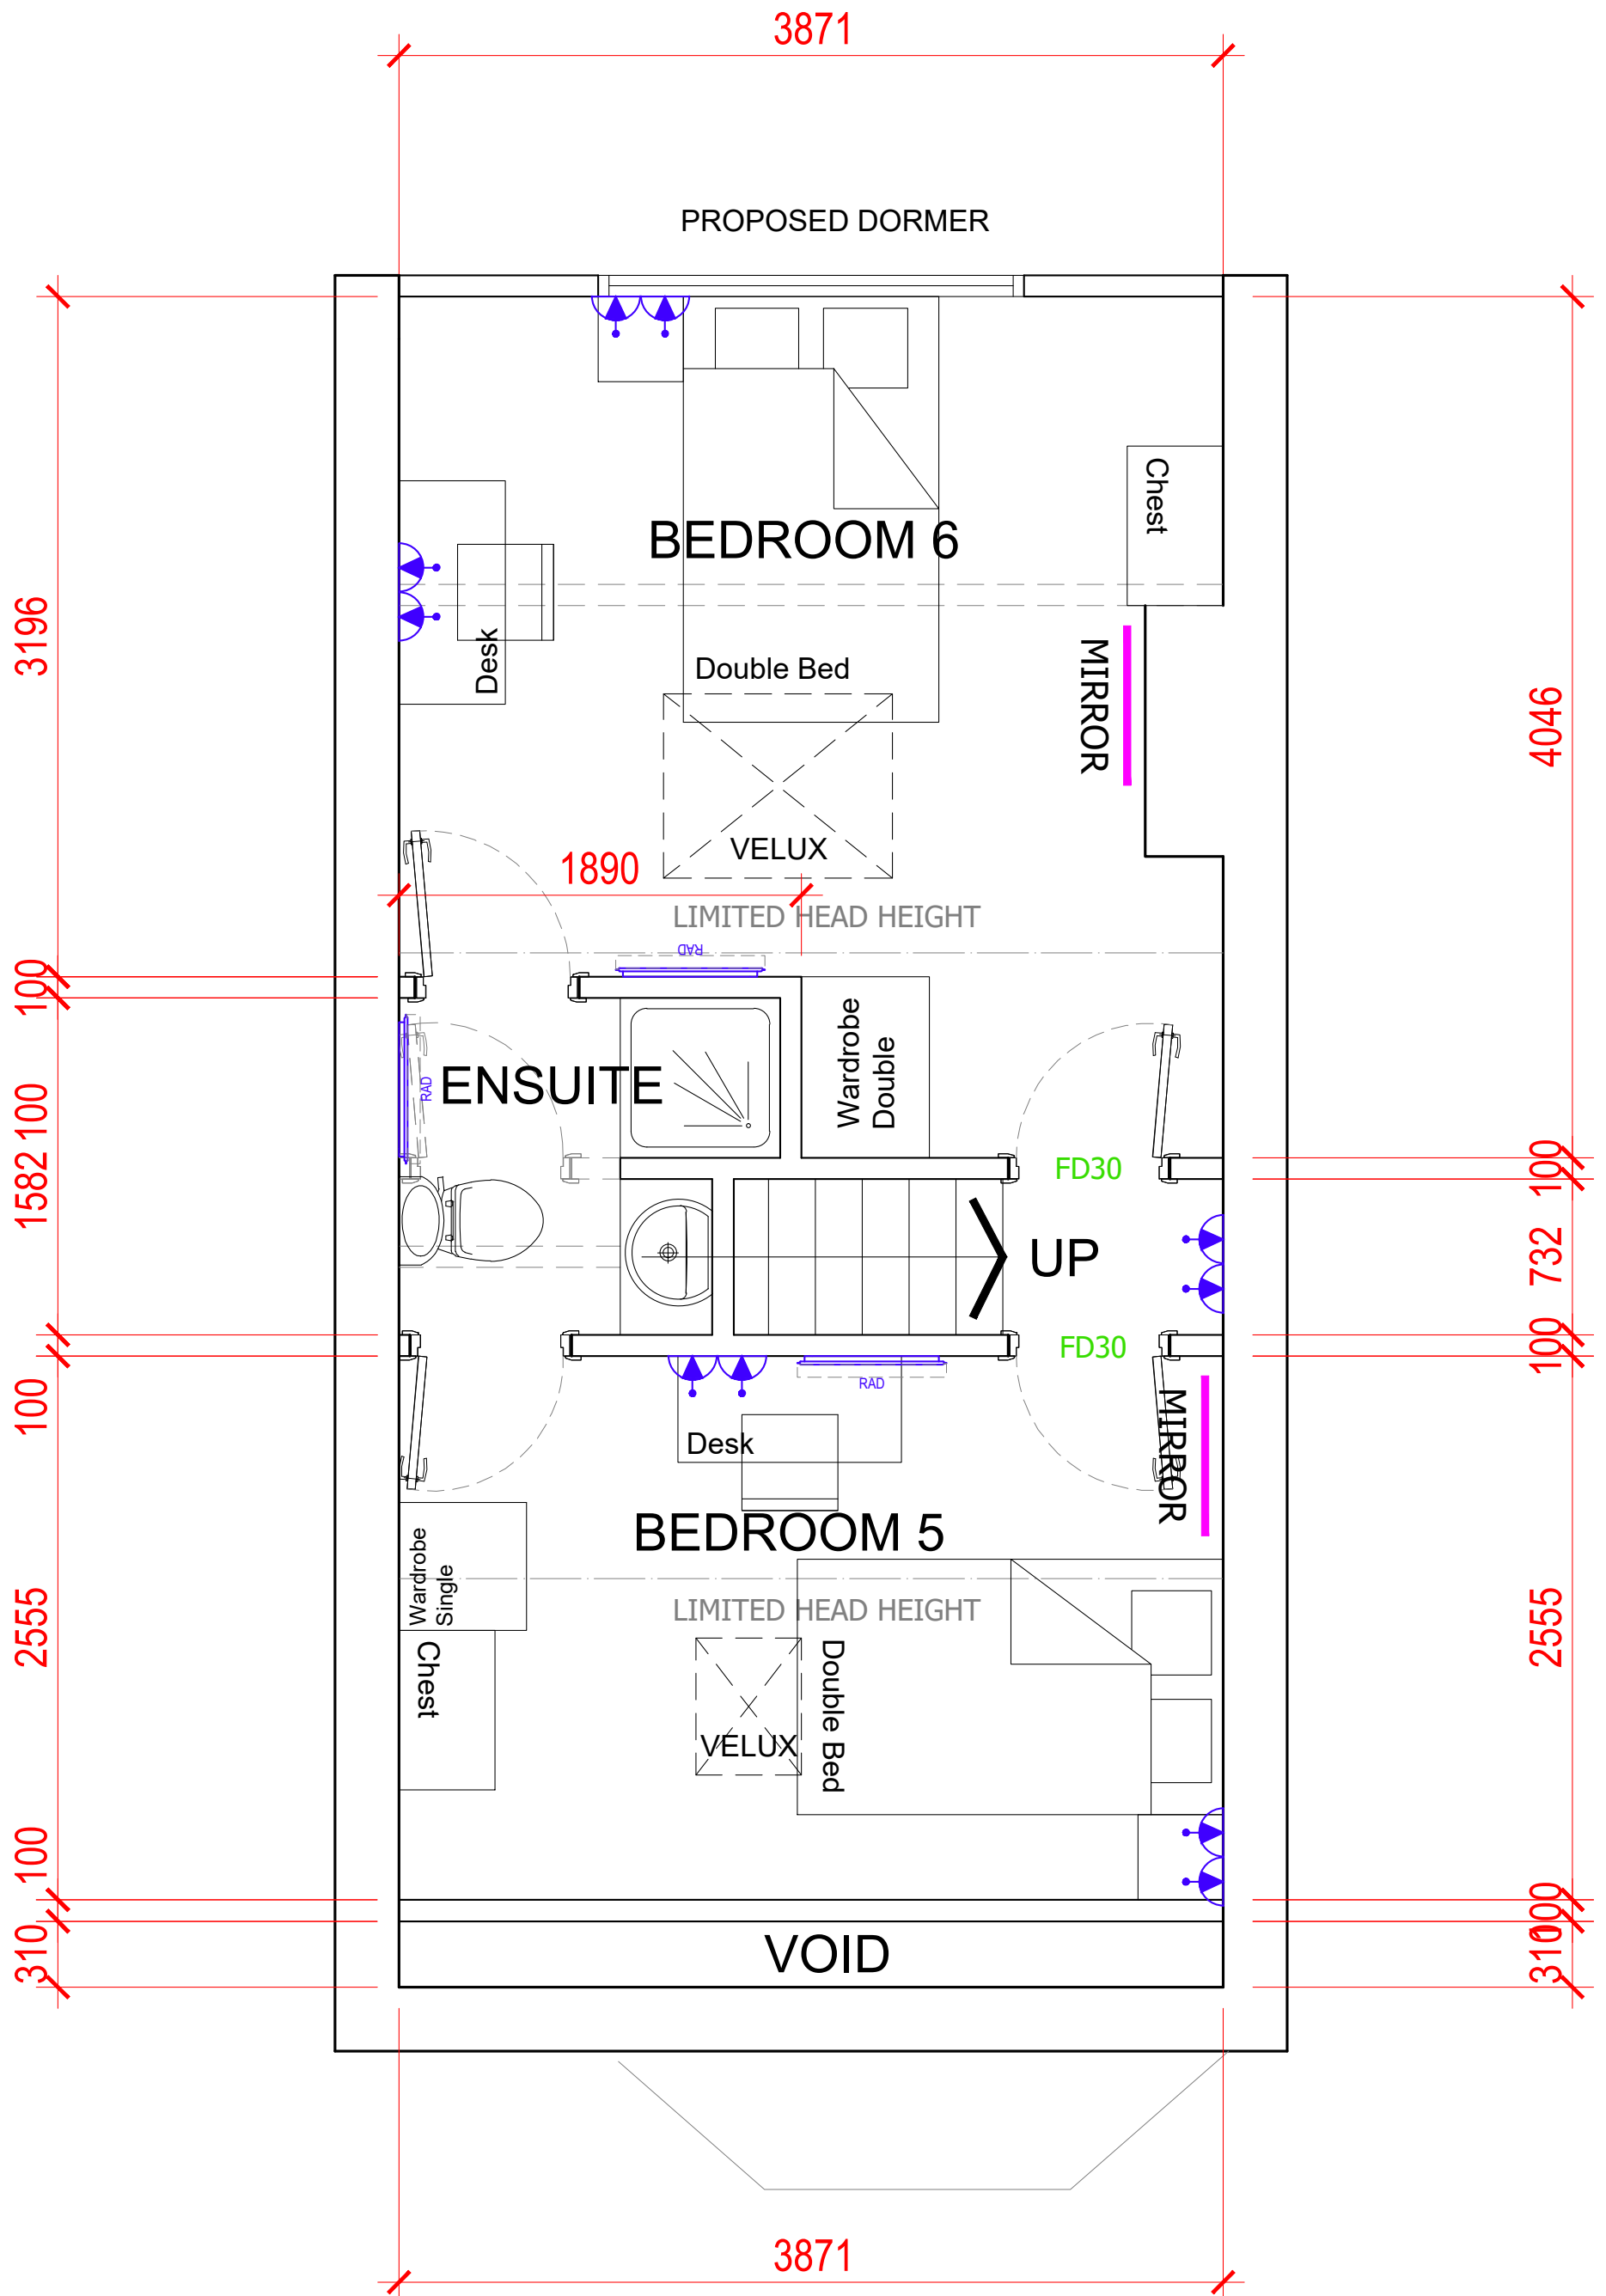 3871
PROPOSED DORMER
Chest
BEDROOM 6
3196
Desk
Double Bed
MIRROR
4046
VELUX
1890
LIMITED HEAD HEIGHT
RAD
100
Wardrobe
Double
ENSUITE
RAD
100
1582
FD30
100
UP
732
FD30
100
RAD
100
Desk
MIRROR
BEDROOM 5
Wardrobe
Single
LIMITED HEAD HEIGHT
2555
2555
Chest
Double Bed
VELUX
100
100
VOID
310
310
3871